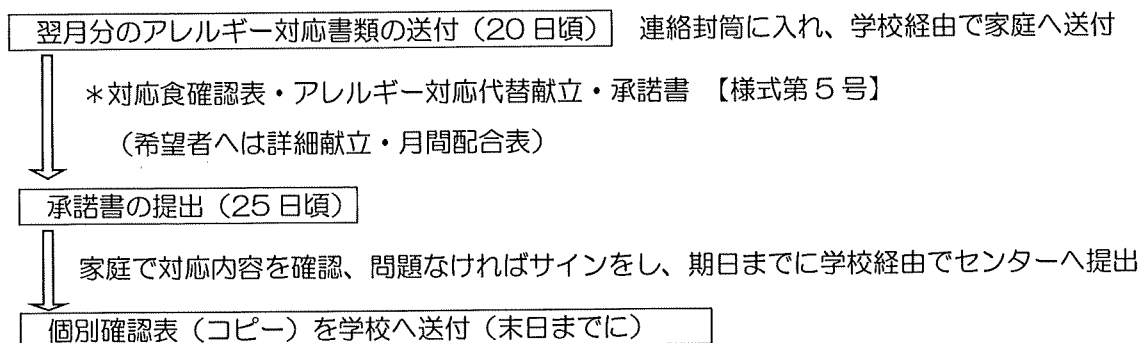 翌月分のアレルギー対応書類の送付(20日頃) 連絡封筒に入れ、学校経由で家庭へ送付
*対応食確認表・アレルギー対応代替献立・承諾書 【様式第5号】
(希望者へは詳細献立・月間配合表)
承諾書の提出(25日頃)
家庭で対応内容を確認、問題なければサインをし、期日までに学校経由でセンターへ提出
個別確認表(コピー)を学校へ送付(末日までに)